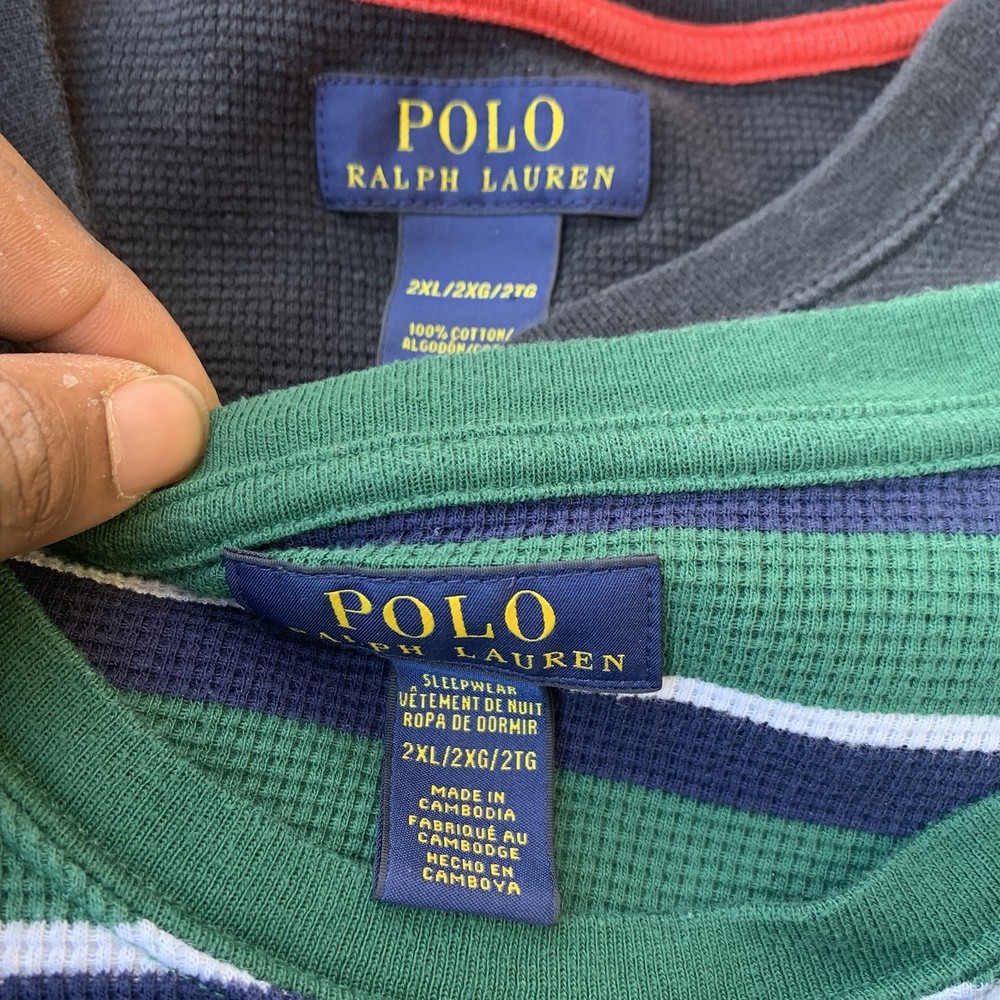 POLO
RALPH LAUREN
2XL/2XG/2TG
100% COTTON/
ALGODÓN/
POLO
RALPH LAUREN
SLEEPWEAR
VÊTEMENT DE NUIT
ROPA DE DORMIR
2XL/2XG/2TG
MADE IN
CAMBODIA
FABRIQUÉ AU
CAMBODGE
HECHO EN
CAMBOYA